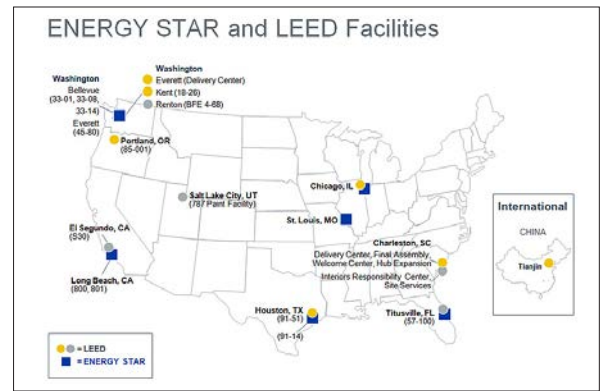 ENERGY STAR and LEED Facilities
Washington
Bellevue
(33-01, 33-08,
33-14)
Everett
(45-80)
Washington
Everett (Delivery Center)
Kent (18-26)
Renton (BFE 4-68)
Portland, OR
(85-001)
Salt Lake City, UT
(787 Paint Facility)
El Segundo, CA
(S30)
Long Beach, CA
(800, 801)
Chicago, IL
St. Louis, MO
Charleston, SC
Delivery Center, Final Assembly,
Welcome Center, Hub Expansion
Interiors Responsibility Center,
Site Services
Houston, TX
(91-51)
(91-14)
Titusville, FL
(57-100)
International
CHINA
Tianjin
= LEED
= ENERGY STAR